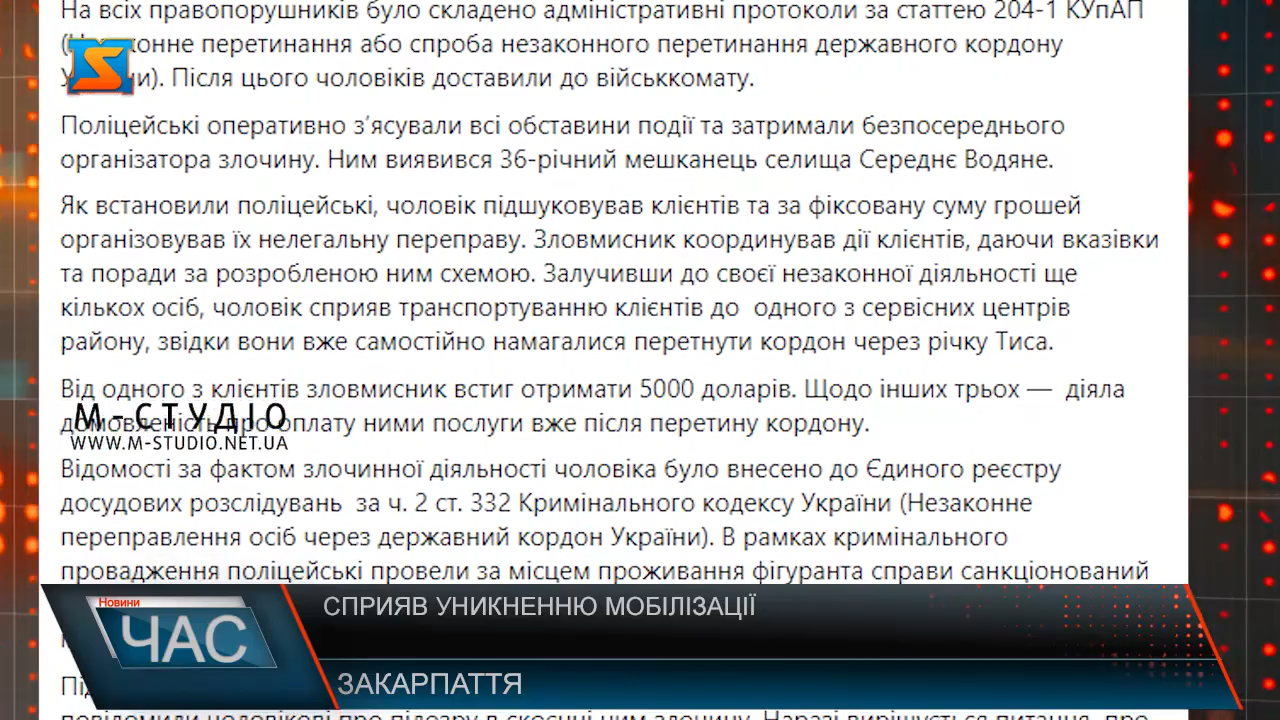 На всіх правопорушників було складено адміністративні протоколи за статтею 204-1 КУпАП
перетинання або спроба незаконного перетинання державного кордону
Після цього чоловіків доставили до військкомату.
Поліцейські оперативно з’ясували всі обставини події та затримали безпосереднього
організатора злочину. Ним виявився 36-річний мешканець селища Середнє Водяне.
Як встановили поліцейські, чоловік підшуковував клієнтів та за фіксовану суму грошей
організовував їх нелегальну переправу. Зловмисник координував дії клієнтів, даючи вказівки
та поради за розробленою ним схемою. Залучивши до своєї незаконної діяльності ще
кількох осіб, чоловік сприяв транспортуванню клієнтів до одного з сервісних центрів
району, звідки вони вже самостійно намагалися перетнути кордон через річку Тиса.
Від одного з клієнтів зловмисник встиг отримати 5000 доларів. Щодо інших трьох — діяла
домовленість про оплату ними послуги вже після перетину кордону.
М-СТУДІО
WWW.M-STUDIO.NET.UA
Відомості за фактом злочинної діяльності чоловіка було внесено до Єдиного реєстру
досудових розслідувань за ч. 2 ст. 332 Кримінального кодексу України (Незаконне
переправлення осіб через державний кордон України). В рамках кримінального
провадження поліцейські провели за місцем проживання фігуранта справи санкціонований
Новини
ЧАС
СПРИЯВ УНИКНЕННЮ МОБІЛІЗАЦІЇ
ЗАКАРПАТТЯ